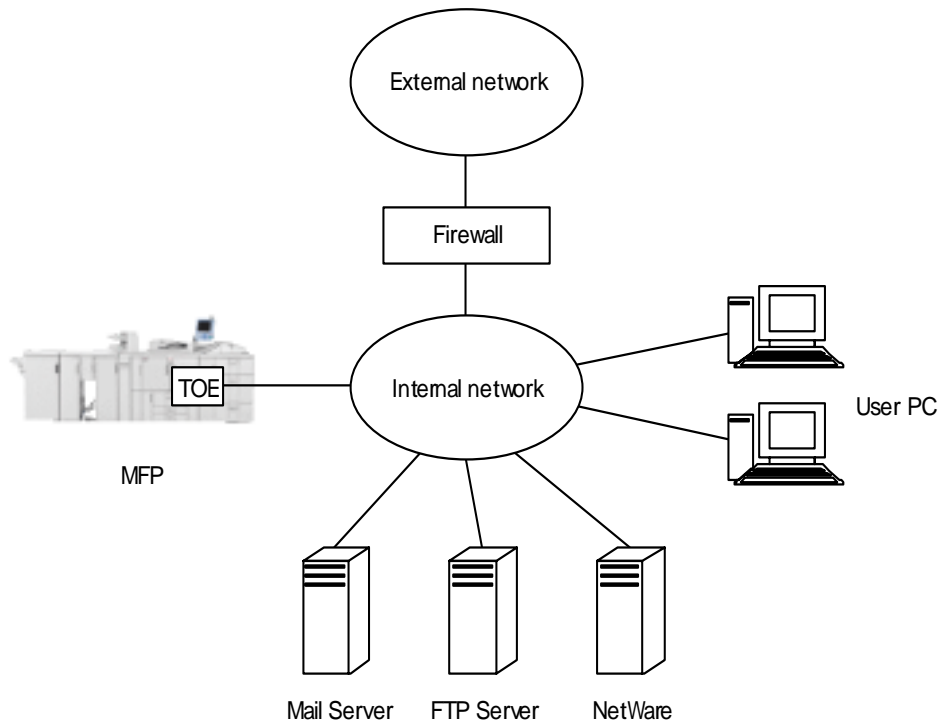 External network
Firewall
TOE
Internal network
User PC
MFP
Mail Server
FTP Server
NetWare